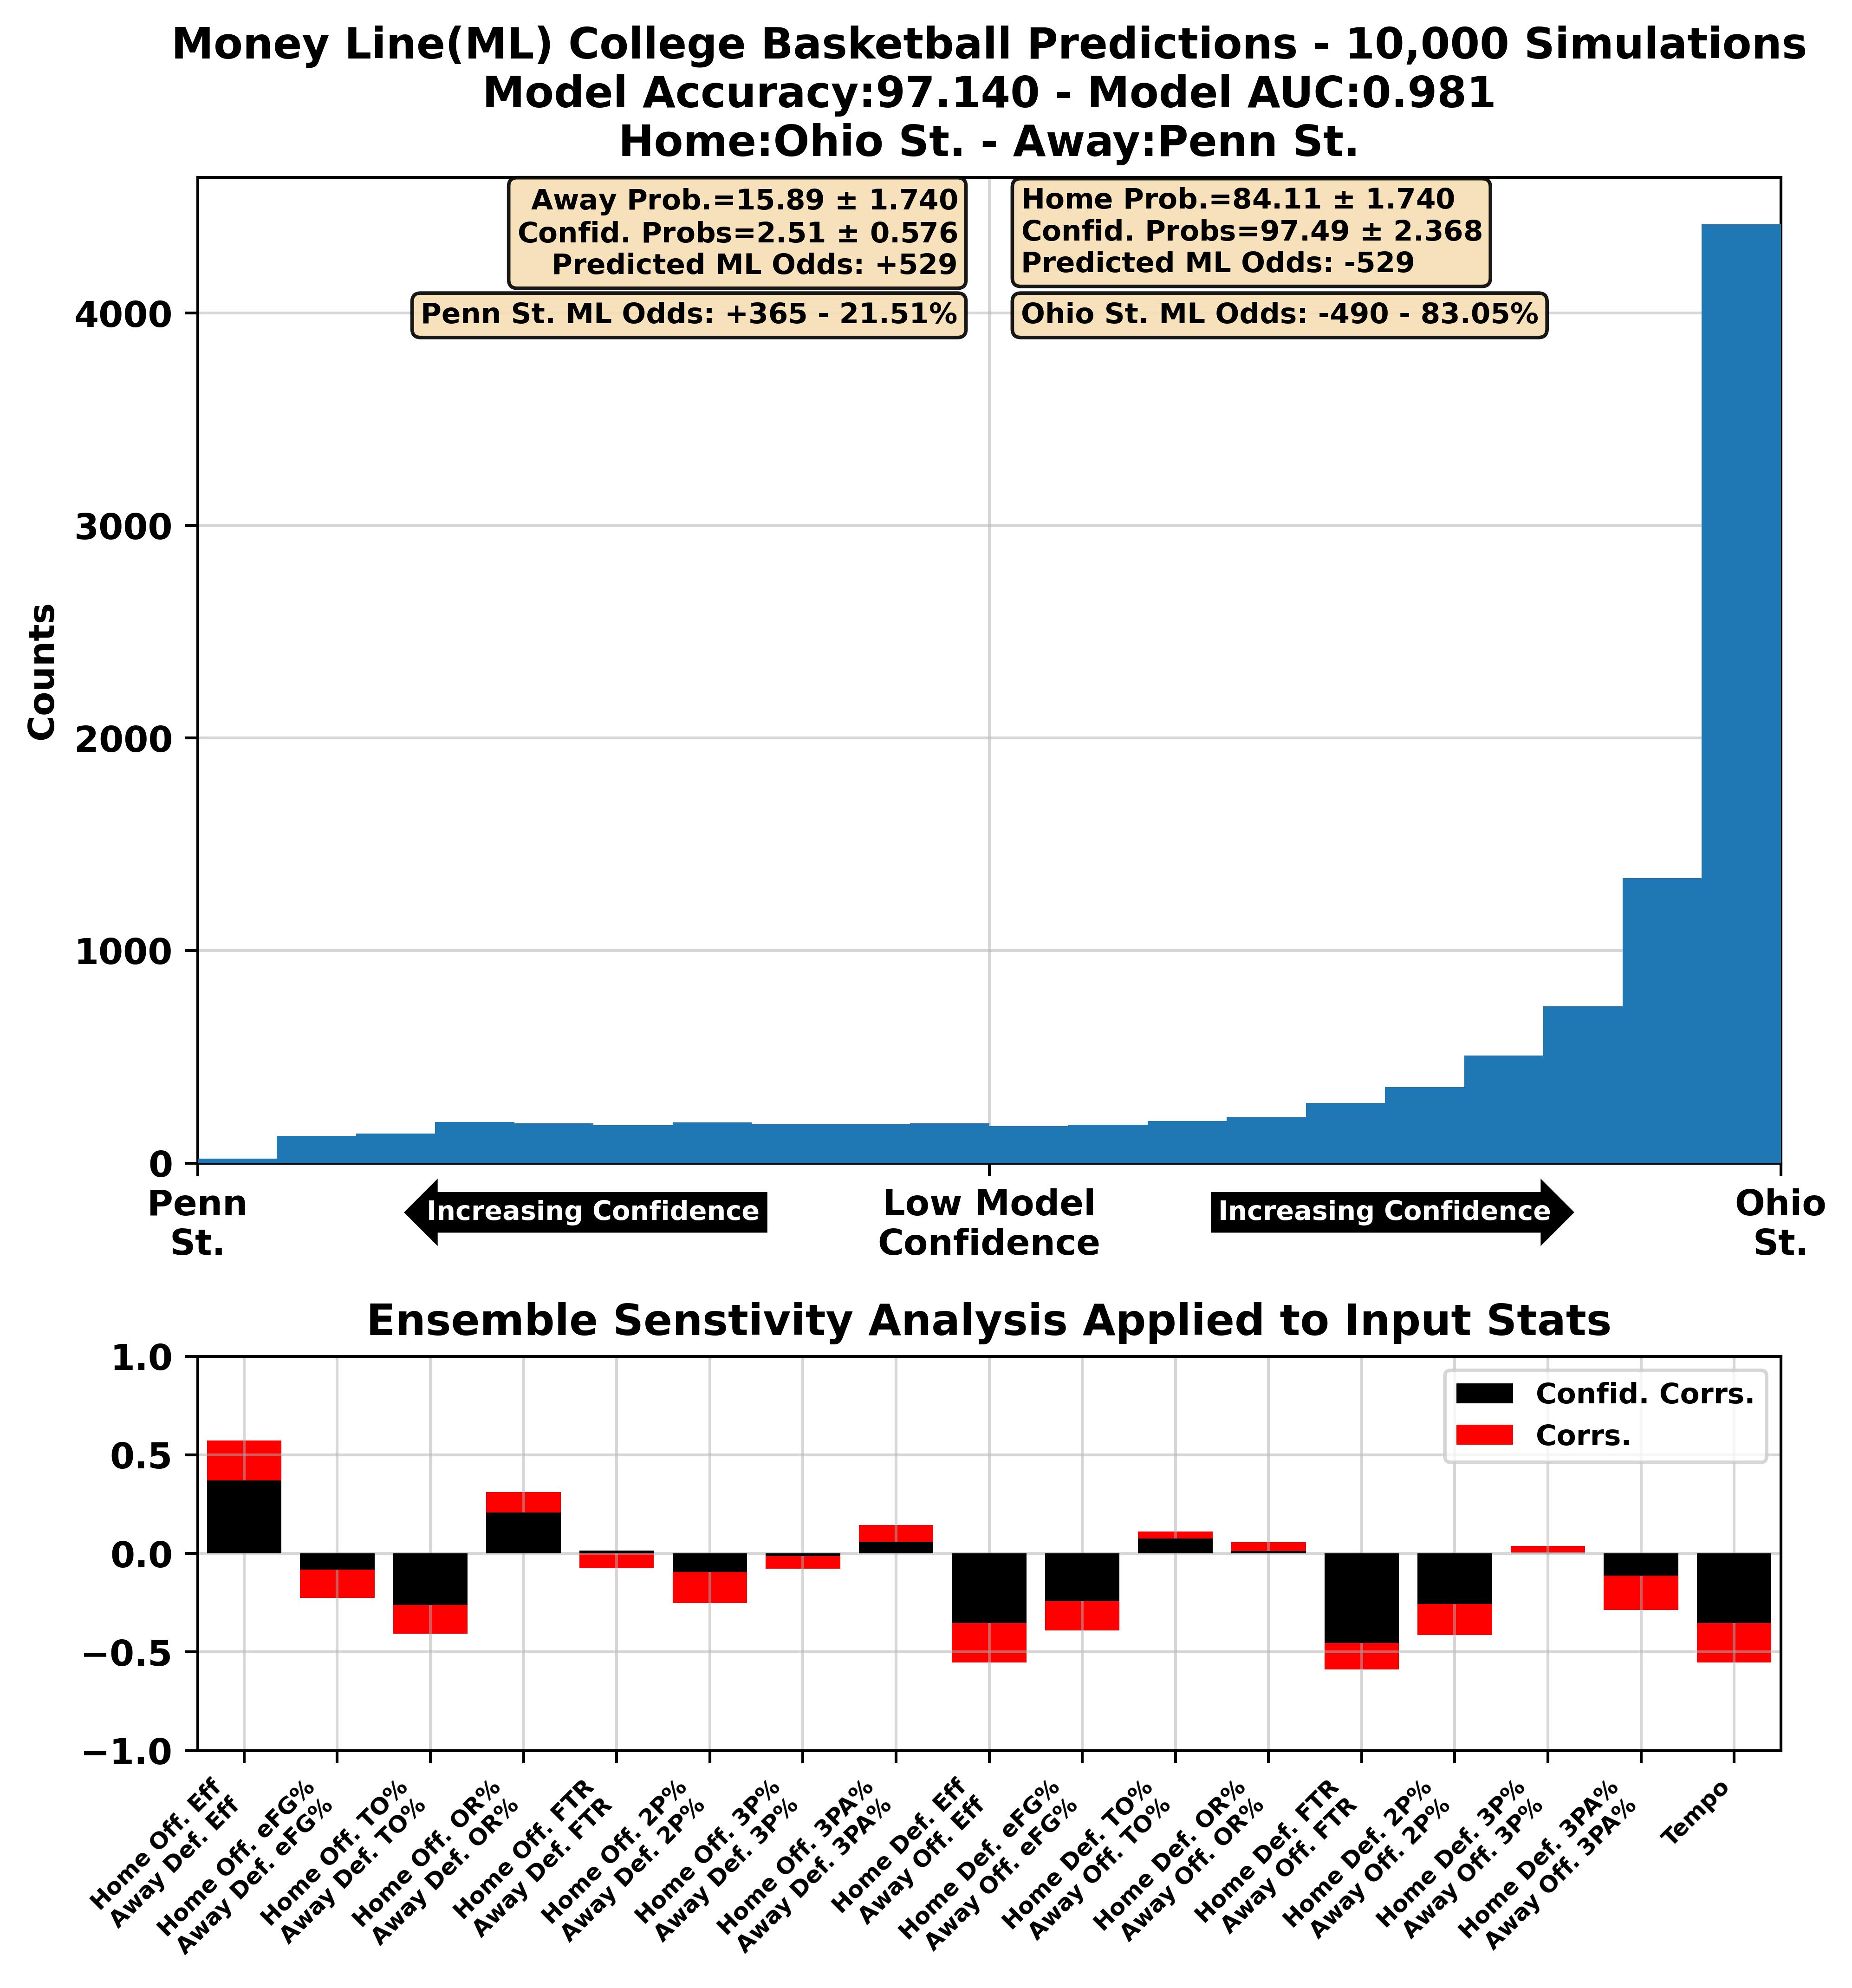 Money Line(ML) College Basketball Predictions - 10,000 Simulations
Model Accuracy:97.140 - Model AUC:0.981
Home:Ohio St. - Away:Penn St.
Away Prob.=15.89 ± 1.740
Confid. Probs=2.51 ± 0.576
Predicted ML Odds: +529
Home Prob.=84.11 ± 1.740
Confid. Probs=97.49 ± 2.368
Predicted ML Odds: -529
Penn St. ML Odds: +365 - 21.51%
Ohio St. ML Odds: -490 - 83.05%
4000
3000
2000
1000
0
Counts
Penn
St.
Increasing Confidence
Low Model
Confidence
Increasing Confidence
Ohio
St.
Ensemble Senstivity Analysis Applied to Input Stats
1.0
0.5
0.0
−0.5
−1.0
Confid. Corrs.
Corrs.
Home Off. Eff
Away Def. Eff
Home Off. eFG%
Away Def. eFG%
Home Off. TO%
Away Def. TO%
Home Off. OR%
Away Def. OR%
Home Off. FTR
Away Def. FTR
Home Off. 2P%
Away Def. 2P%
Home Off. 3P%
Away Def. 3P%
Home Off. 3PA%
Away Def. 3PA%
Home Def. Eff
Away Off. Eff
Home Def. eFG%
Away Off. eFG%
Home Def. TO%
Away Off. TO%
Home Def. OR%
Away Off. OR%
Home Def. FTR
Away Off. FTR
Home Def. 2P%
Away Off. 2P%
Home Def. 3P%
Away Off. 3P%
Home Def. 3PA%
Away Off. 3PA%
Tempo